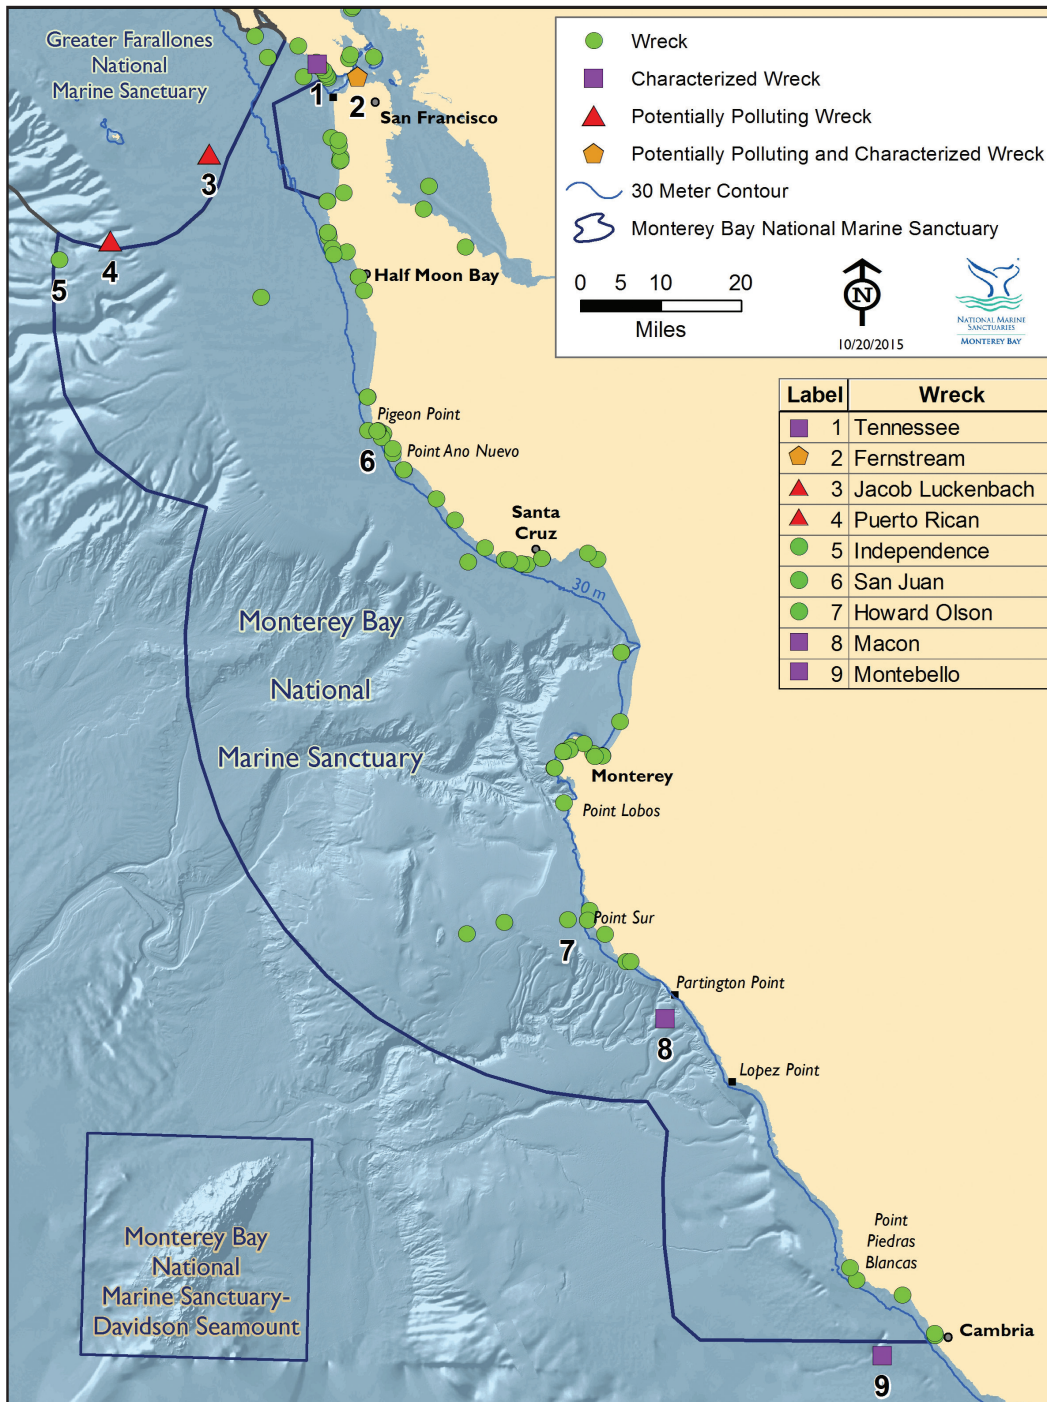 Greater Farallones
National
Marine Sanctuary
Wreck
Characterized Wreck
Potentially Polluting Wreck
Potentially Polluting and Characterized Wreck
30 Meter Contour
Monterey Bay National Marine Sanctuary
0 5 10 20
Miles
N
10/20/2015
NATIONAL MARINE
SANCTUARIES
MONTEREY BAY
1
2
San Francisco
3
4
5
Half Moon Bay
Label Wreck
1 Tennessee
2 Fernstream
3 Jacob Luckenbach
4 Puerto Rican
5 Independence
6 San Juan
7 Howard Olson
8 Macon
9 Montebello
Pigeon Point
Point Ano Nuevo
6
Santa
Cruz
30 m
Monterey Bay
National
Marine Sanctuary
Monterey
Point Lobos
Point Sur
7
Partington Point
8
Lopez Point
Monterey Bay
National
Marine Sanctuary-
Davidson Seamount
Point
Piedras
Blancas
Cambria
9